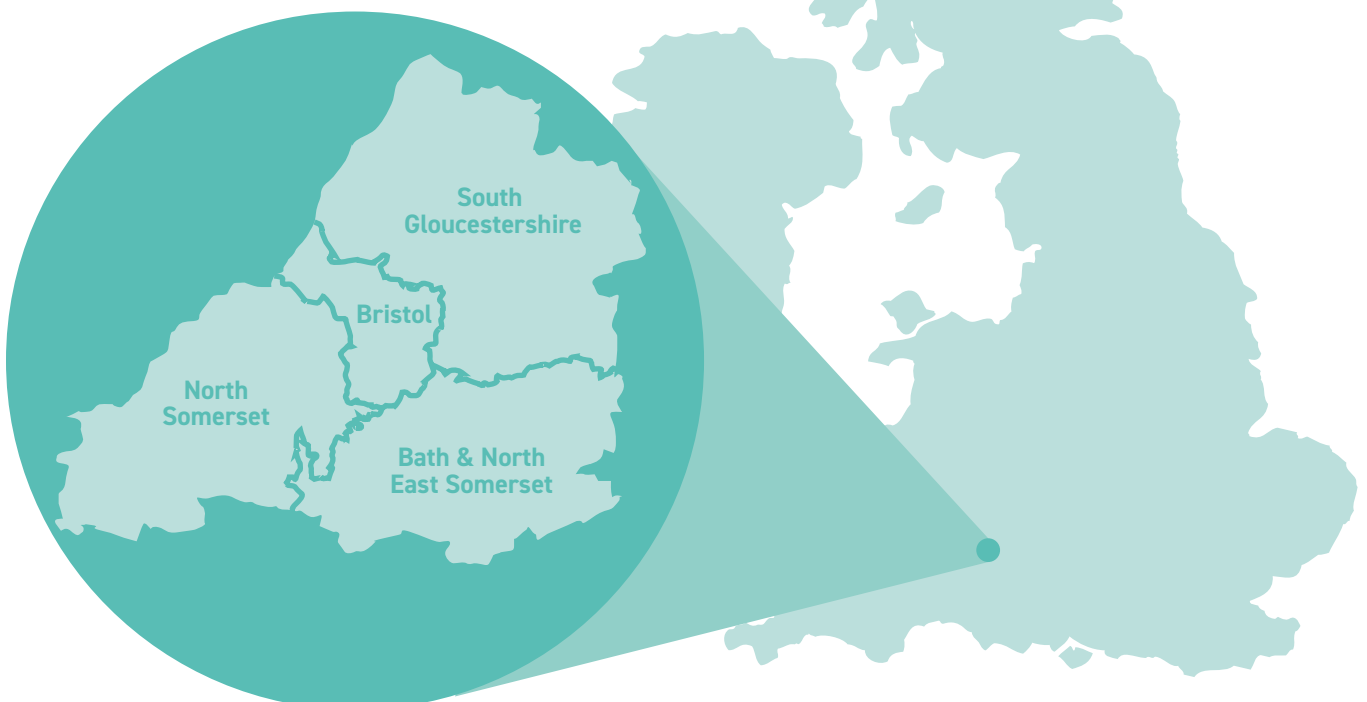 South
Gloucestershire
Bristol
North
Somerset
Bath & North
East Somerset